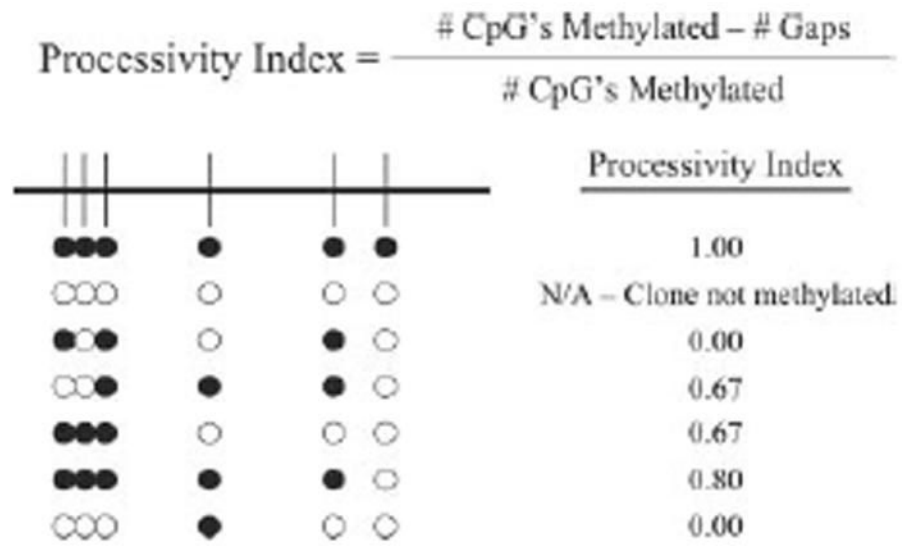 # CpG's Methylated – # Gaps
Processivity Index =
# CpG's Methylated
Processivity Index
1.00
N/A – Clone not methylated.
0.00
0.67
0.67
0.80
0.00